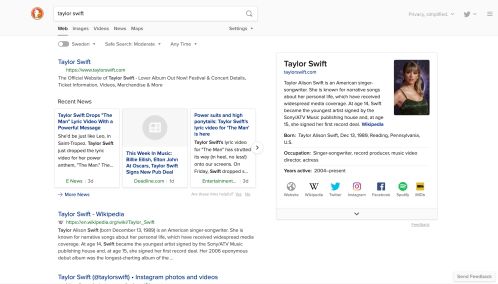 taylor swift
Privacy, simplified.
Web
Images
Videos
News
Maps
Settings
Sweden
Safe Search: Moderate
Any Time
Taylor Swift
https://www.taylorswift.com
The Official Website of Taylor Swift - Lover Album Out Now! Festival & Concert Details,
Ticket Information, Videos, Merchandise & More
Recent News
Taylor Swift Drops "The
Man" Lyric Video With a
Powerful Message
She'd be just like Leo, in
Saint-Tropez. Taylor Swift
just dropped the lyric
video for her power
anthem, "The Man." The...
E News · 3d
This Week In Music:
Billie Eilish, Elton John
At Oscars, Taylor Swift
Signs New Pub Deal
Deadline.com · 1d
Power suits and high
ponytails: Taylor Swift's
lyric video for 'The Man'
is here
Taylor Swift's lyric video
for "The Man" has strutted
its way (in heel, no less)
onto our screens. On
Friday, Swift dropped s...
Entertainment... · 3d
More News
Are these links helpful? Yes No
Taylor Swift - Wikipedia
https://en.wikipedia.org/wiki/Taylor_Swift
Taylor Alison Swift (born December 13, 1989) is an American singer-songwriter. She is
known for narrative songs about her personal life, which have received widespread
media coverage. At age 14, Swift became the youngest artist signed by the Sony/ATV Music
publishing house and, at age 15, she signed her first record deal. Her 2006 eponymous
debut album was the longest-charting album of the ...
Taylor Swift (@taylorswift) • Instagram photos and videos
Taylor Swift
taylorswift.com
Taylor Alison Swift is an American singer-
songwriter. She is known for narrative songs
about her personal life, which have received
widespread media coverage. At age 14, Swift
became the youngest artist signed by the
Sony/ATV Music publishing house and, at age
15, she signed her first record deal. Wikipedia
Born: Taylor Alison Swift, Dec 13, 1989, Reading, Pennsylvania,
U.S.
Occupation: Singer-songwriter, record producer, music video
director, actress
Years active: 2004–present
Website
Wikipedia
Twitter
Instagram
Facebook
Spotify
IMDb
Feedback
Send Feedback